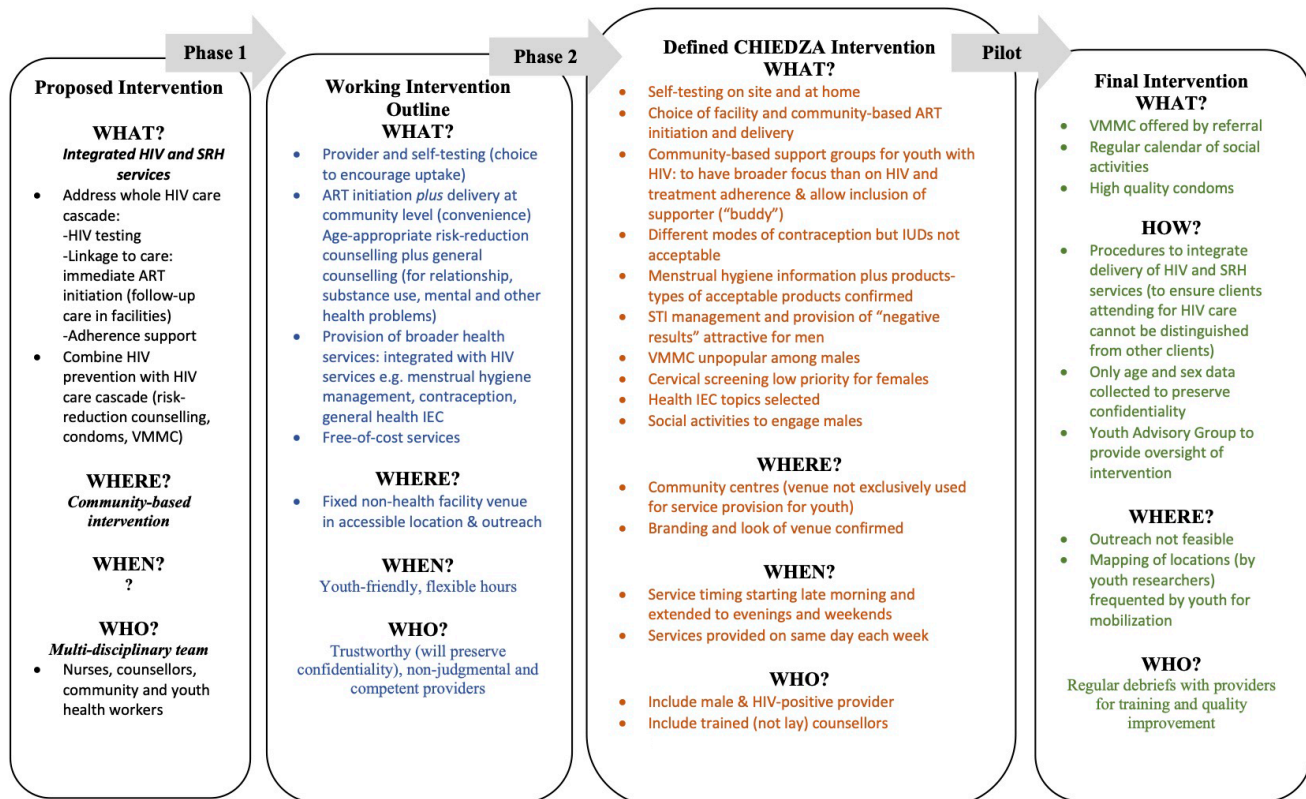 Phase 1
Phase 2
Pilot
Proposed Intervention
WHAT?
Integrated HIV and SRH
services
• Address whole HIV care
cascade:
-HIV testing
-Linkage to care:
immediate ART
initiation (follow-up
care in facilities)
-Adherence support
• Combine HIV
prevention with HIV
care cascade (risk-
reduction counselling,
condoms, VMMC)
WHERE?
Community-based
intervention
WHEN?
?
WHO?
Multi-disciplinary team
• Nurses, counsellors,
community and youth
health workers
Working Intervention
Outline
WHAT?
• Provider and self-testing (choice
to encourage uptake)
• ART initiation plus delivery at
community level (convenience)
Age-appropriate risk-reduction
counselling plus general
counselling (for relationship,
substance use, mental and other
health problems)
• Provision of broader health
services: integrated with HIV
services e.g. menstrual hygiene
management, contraception,
general health IEC
• Free-of-cost services
WHERE?
• Fixed non-health facility venue
in accessible location & outreach
WHEN?
Youth-friendly, flexible hours
WHO?
Trustworthy (will preserve
confidentiality), non-judgmental and
competent providers
Defined CHIEDZA Intervention
WHAT?
• Self-testing on site and at home
• Choice of facility and community-based ART
initiation and delivery
• Community-based support groups for youth with
HIV: to have broader focus than on HIV and
treatment adherence & allow inclusion of
supporter (“buddy”)
• Different modes of contraception but IUDs not
acceptable
• Menstrual hygiene information plus products-
types of acceptable products confirmed
• STI management and provision of “negative
results” attractive for men
• VMMC unpopular among males
• Cervical screening low priority for females
• Health IEC topics selected
• Social activities to engage males
WHERE?
• Community centres (venue not exclusively used
for service provision for youth)
• Branding and look of venue confirmed
WHEN?
• Service timing starting late morning and
extended to evenings and weekends
• Services provided on same day each week
WHO?
• Include male & HIV-positive provider
• Include trained (not lay) counsellors
Final Intervention
WHAT?
• VMMC offered by referral
• Regular calendar of social
activities
• High quality condoms
HOW?
• Procedures to integrate
delivery of HIV and SRH
services (to ensure clients
attending for HIV care
cannot be distinguished
from other clients)
• Only age and sex data
collected to preserve
confidentiality
• Youth Advisory Group to
provide oversight of
intervention
WHERE?
• Outreach not feasible
• Mapping of locations (by
youth researchers)
frequented by youth for
mobilization
WHO?
Regular debriefs with providers
for training and quality
improvement